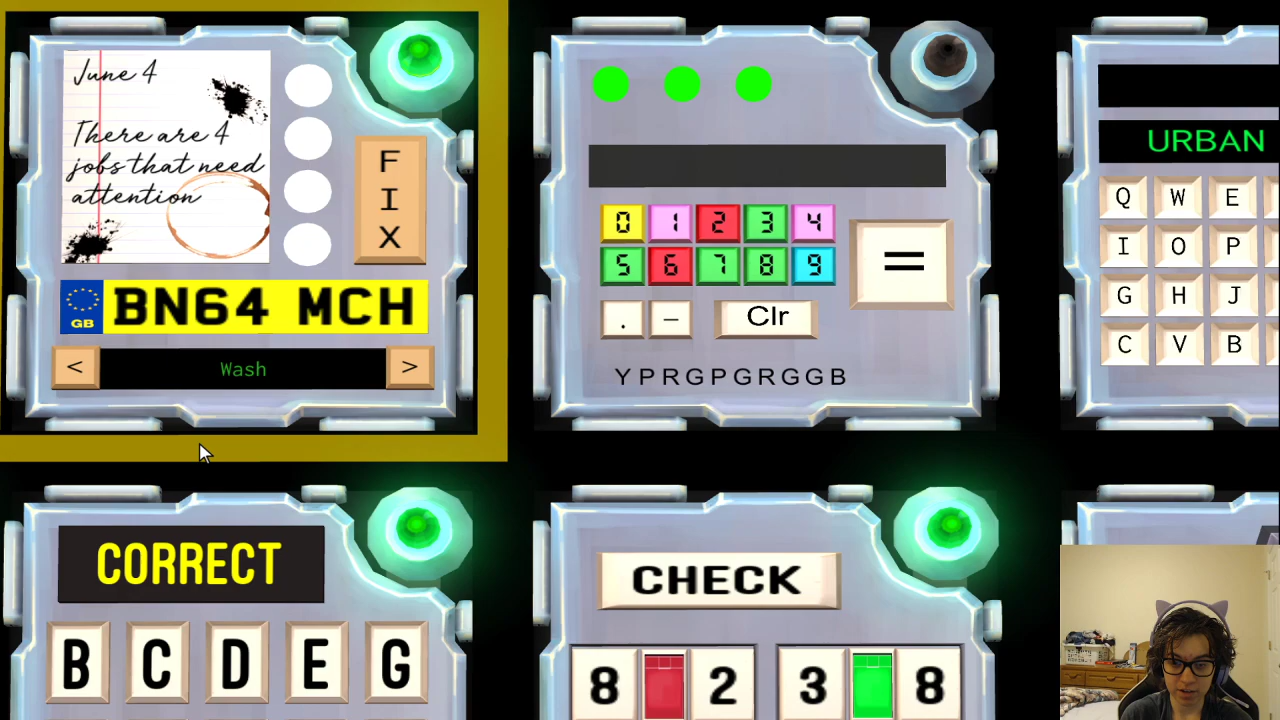 June 4
There are 4
jobs that need
attention
F
I
X
GB
BN64 MCH
<
Wash
>
0 1 2 3 4
5 6 7 8 9
. - Clr
=
YPRGPGRGGB
URBAN
Q W E
I O P
G H J
C V B
CORRECT
B C D E G
CHECK
8 2 3 8